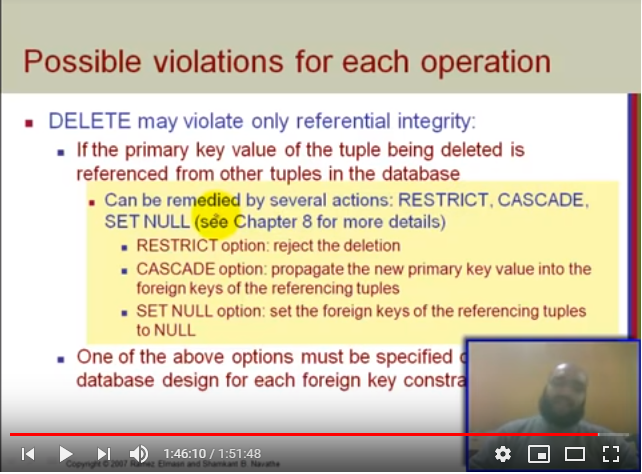 Possible violations for each operation
DELETE may violate only referential integrity:
If the primary key value of the tuple being deleted is
referenced from other tuples in the database
Can be remedied by several actions: RESTRICT, CASCADE,
SET NULL (see Chapter 8 for more details)
RESTRICT option: reject the deletion
CASCADE option: propagate the new primary key value into the
foreign keys of the referencing tuples
SET NULL option: set the foreign keys of the referencing tuples
to NULL
One of the above options must be specified
database design for each foreign key
Copyright © 2007 Ramez Elmasri and Shamkant B. Navathe
1:46:10 / 1:51:48